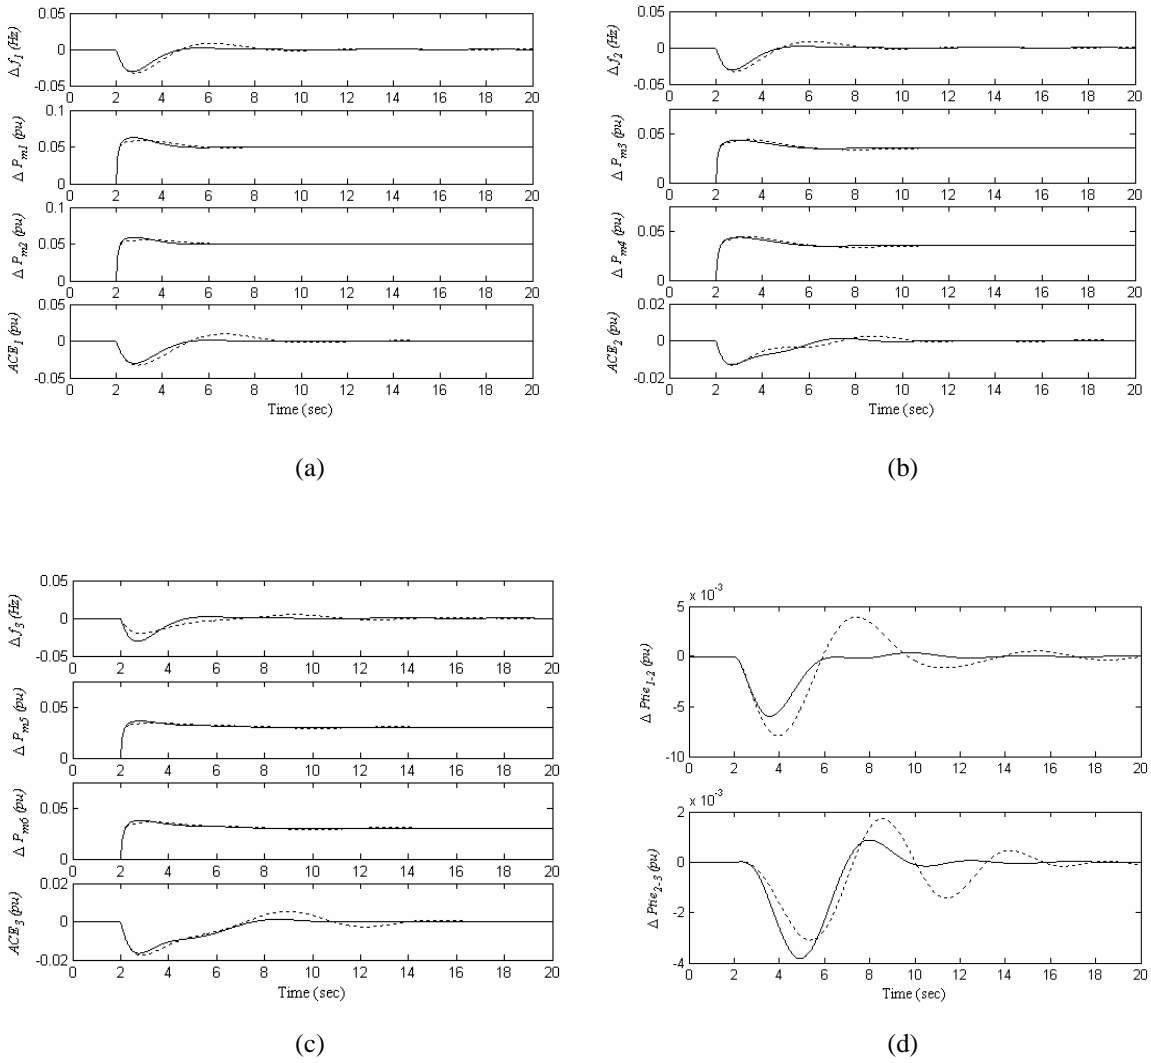 0.05
0
-0.05
Δf1 (Hz)
0 2 4 6 8 10 12 14 16 18 20
0.1
0.05
0
Δ Pm1 (pu)
0 2 4 6 8 10 12 14 16 18 20
0.1
0.05
0
Δ Pm2 (pu)
0 2 4 6 8 10 12 14 16 18 20
0.05
0
-0.05
ACE1 (pu)
0 2 4 6 8 10 12 14 16 18 20
Time (sec)
(a)
0.05
0
-0.05
Δf2 (Hz)
0 2 4 6 8 10 12 14 16 18 20
0.05
0
Δ Pm3 (pu)
0 2 4 6 8 10 12 14 16 18 20
0.05
0
Δ Pm4 (pu)
0 2 4 6 8 10 12 14 16 18 20
0.02
0
-0.02
ACE2 (pu)
0 2 4 6 8 10 12 14 16 18 20
Time (sec)
(b)
0.05
0
-0.05
Δf3 (Hz)
0 2 4 6 8 10 12 14 16 18 20
0.05
0
Δ Pm5 (pu)
0 2 4 6 8 10 12 14 16 18 20
0.05
0
Δ Pm6 (pu)
0 2 4 6 8 10 12 14 16 18 20
0.02
0
-0.02
ACE3 (pu)
0 2 4 6 8 10 12 14 16 18 20
Time (sec)
(c)
x 10-3
5
0
-5
-10
Δ Ptie1-2 (pu)
0 2 4 6 8 10 12 14 16 18 20
x 10-3
2
0
-2
-4
Δ Ptie2-3 (pu)
0 2 4 6 8 10 12 14 16 18 20
Time (sec)
(d)